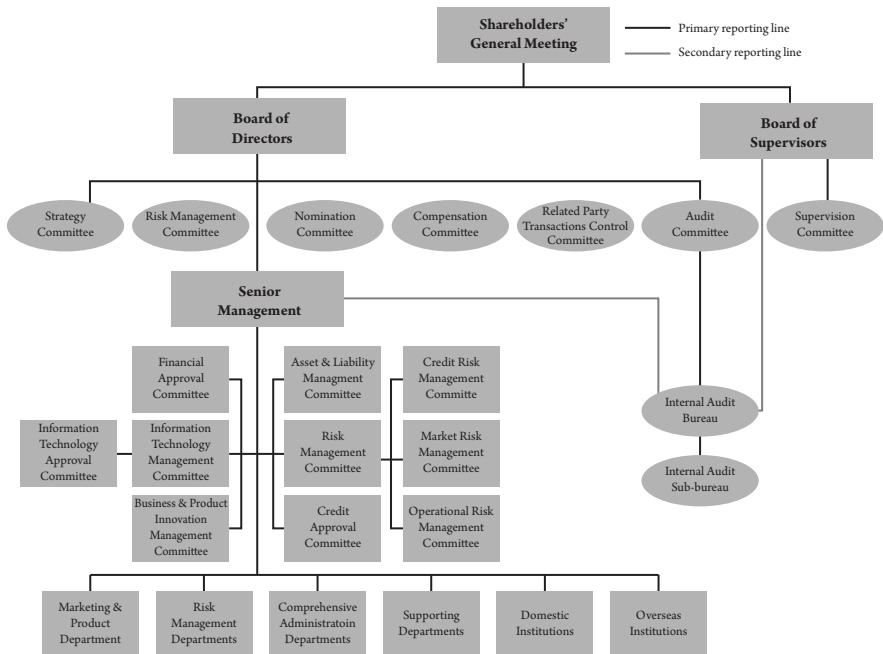 Shareholders’
General Meeting
Primary reporting line
Secondary reporting line
Board of
Directors
Board of
Supervisors
Strategy
Committee
Risk Management
Committee
Nomination
Committee
Compensation
Committee
Related Party
Transactions Control
Committee
Audit
Committee
Supervision
Committee
Senior
Management
Financial
Approval
Committee
Asset & Liability
Managment
Committee
Credit Risk
Management
Committe
Information
Technology
Approval
Committee
Information
Technology
Management
Committee
Risk
Management
Committee
Market Risk
Management
Committee
Internal Audit
Bureau
Internal Audit
Sub-bureau
Business & Product
Innovation
Management
Committee
Credit
Approval
Committee
Operational Risk
Management
Committee
Marketing &
Product
Department
Risk
Management
Departments
Comprehensive
Administratoin
Departments
Supporting
Departments
Domestic
Institutions
Overseas
Institutions